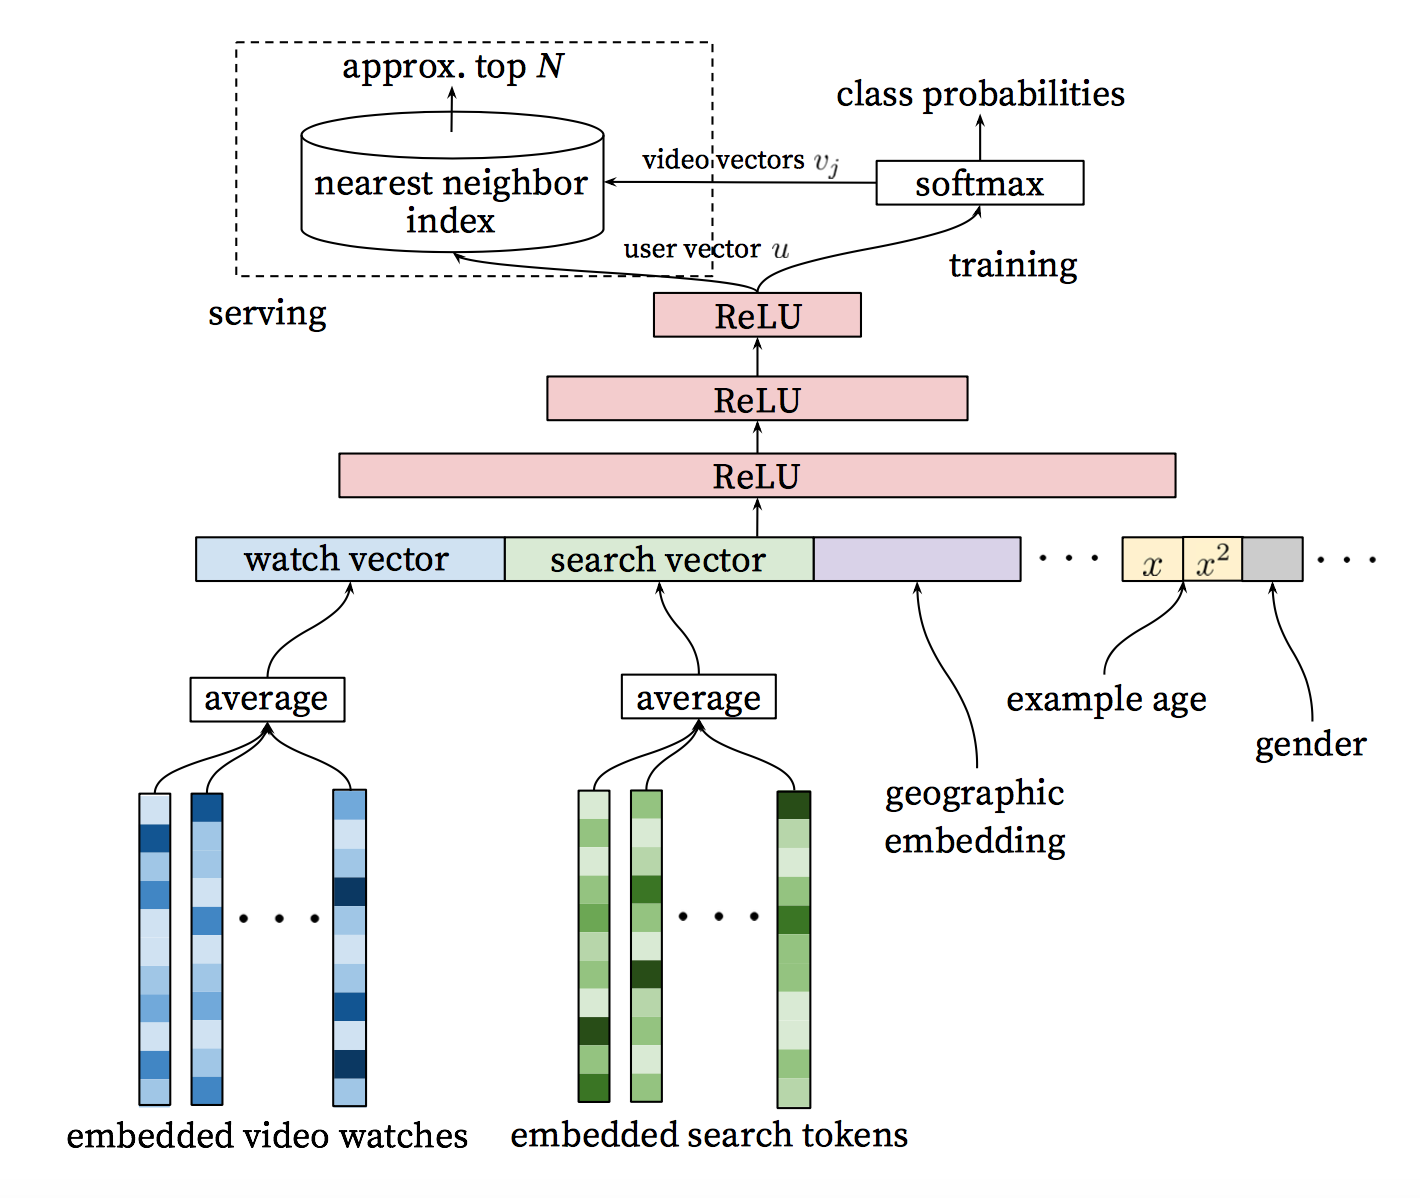 approx. top N
class probabilities
video vectors v_j
nearest neighbor
index
softmax
user vector u
training
serving
ReLU
ReLU
ReLU
watch vector
search vector
· · ·
x
x²
· · ·
average
average
example age
gender
geographic
embedding
· · ·
· · ·
embedded video watches
embedded search tokens